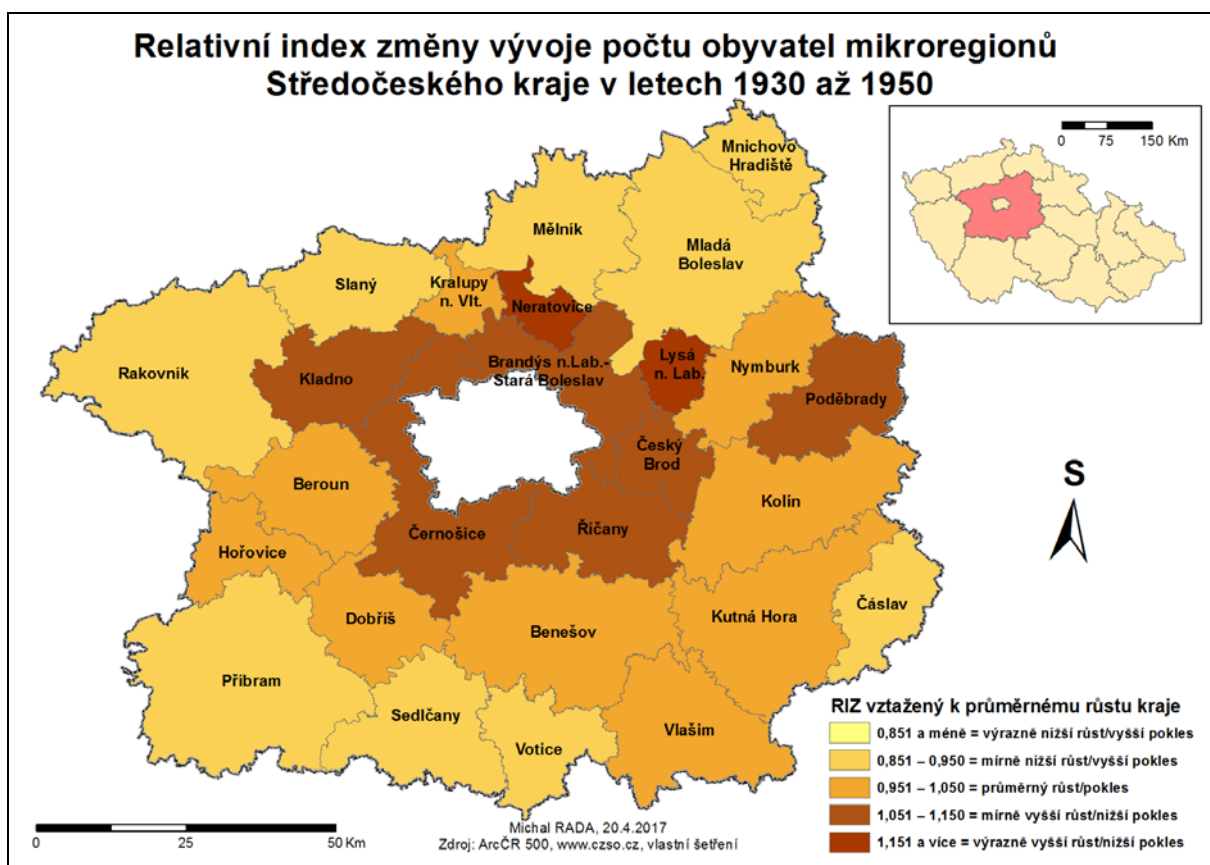 Relativní index změny vývoje počtu obyvatel mikroregionů
Středočeského kraje v letech 1930 až 1950
0 75 150 Km
Mnichovo
Hradiště
Mělník
Mladá
Boleslav
Slaný
Kralupy
n. Vlt.
Neratovice
Rakovník
Kladno
Brandýs n.Lab.-
Stará Boleslav
Lysá
n. Lab.
Nymburk
Poděbrady
Český
Brod
Beroun
Kolín
S
Černošice
Říčany
Hořovice
Dobříš
Benešov
Kutná Hora
Čáslav
Příbram
Sedlčany
Votice
Vlašim
RIZ vztažený k průměrnému růstu kraje
0,851 a méně = výrazně nižší růst/vyšší pokles
0,851 – 0,950 = mírně nižší růst/vyšší pokles
0,951 – 1,050 = průměrný růst/pokles
1,051 – 1,150 = mírně vyšší růst/nižší pokles
1,151 a více = výrazně vyšší růst/nižší pokles
0 25 50 Km
Michal RADA, 20.4.2017
Zdroj: ArcČR 500, www.czso.cz, vlastní šetření